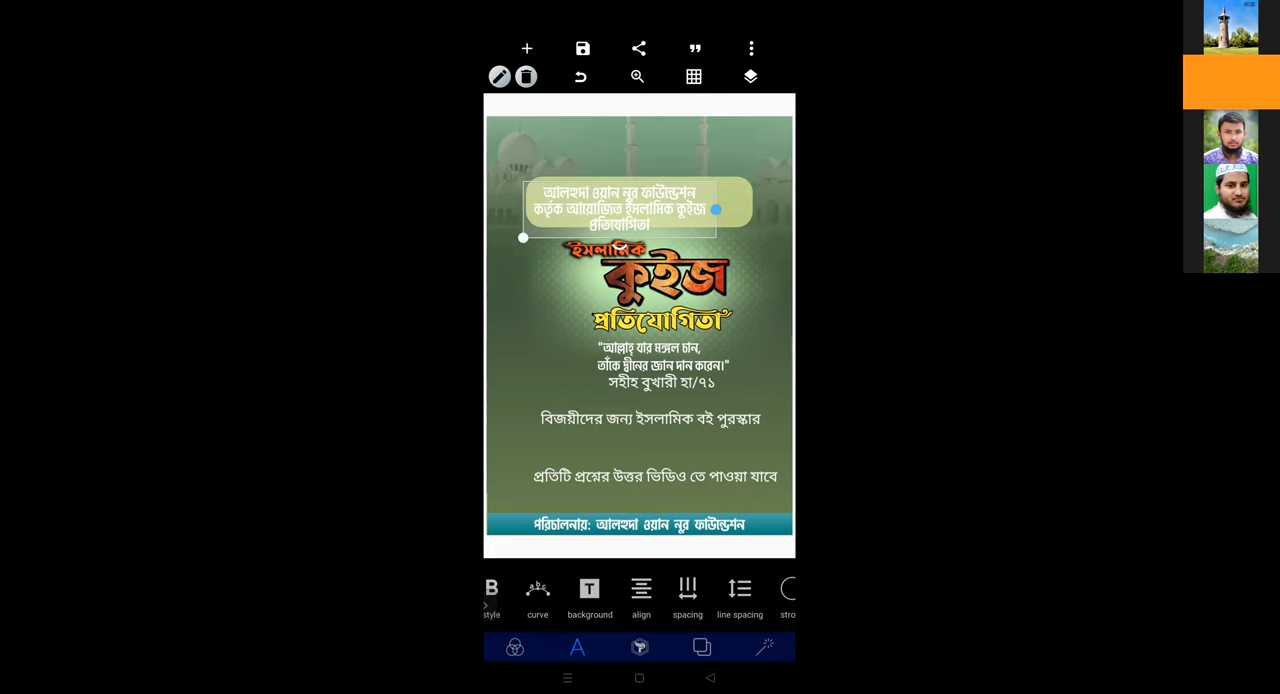 আলহুদা ওয়ান নুর ফাউন্ডেশন
কর্তৃক আয়োজিত ইসলামিক কুইজ
প্রতিযোগিতা
ইসলামিক
কুইজ
প্রতিযোগিতা
"আল্লাহ্ যার মঙ্গল চান,
তাঁকে দ্বীনের জ্ঞান দান করেন।"
সহীহ বুখারী হা/৭১
বিজয়ীদের জন্য ইসলামিক বই পুরস্কার
প্রতিটি প্রশ্নের উত্তর ভিডিও তে পাওয়া যাবে
পরিচালনায়: আলহুদা ওয়ান নুর ফাউন্ডেশন
B T A
style curve background align spacing line spacing stro